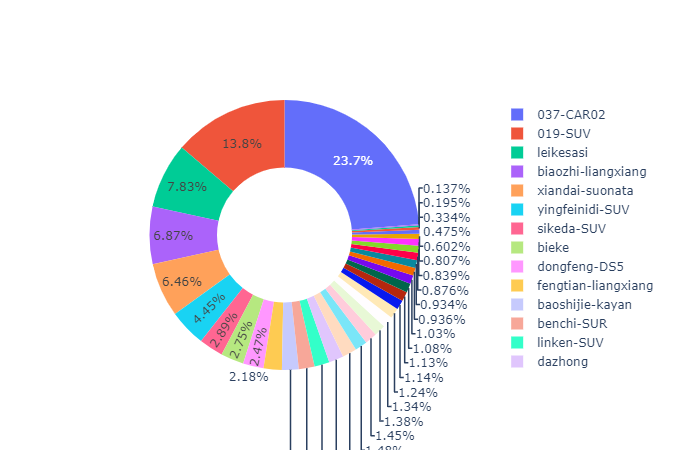 23.7%
13.8%
7.83%
6.87%
6.46%
4.45%
2.89%
2.75%
2.47%
2.18%
0.137%
0.195%
0.334%
0.475%
0.602%
0.807%
0.839%
0.876%
0.934%
0.936%
1.03%
1.08%
1.13%
1.14%
1.24%
1.34%
1.38%
1.45%
1.48%
037-CAR02
019-SUV
leikesasi
biaozhi-liangxiang
xiandai-suonata
yingfeinidi-SUV
sikeda-SUV
bieke
dongfeng-DS5
fengtian-liangxiang
baoshijie-kayan
benchi-SUR
linken-SUV
dazhong